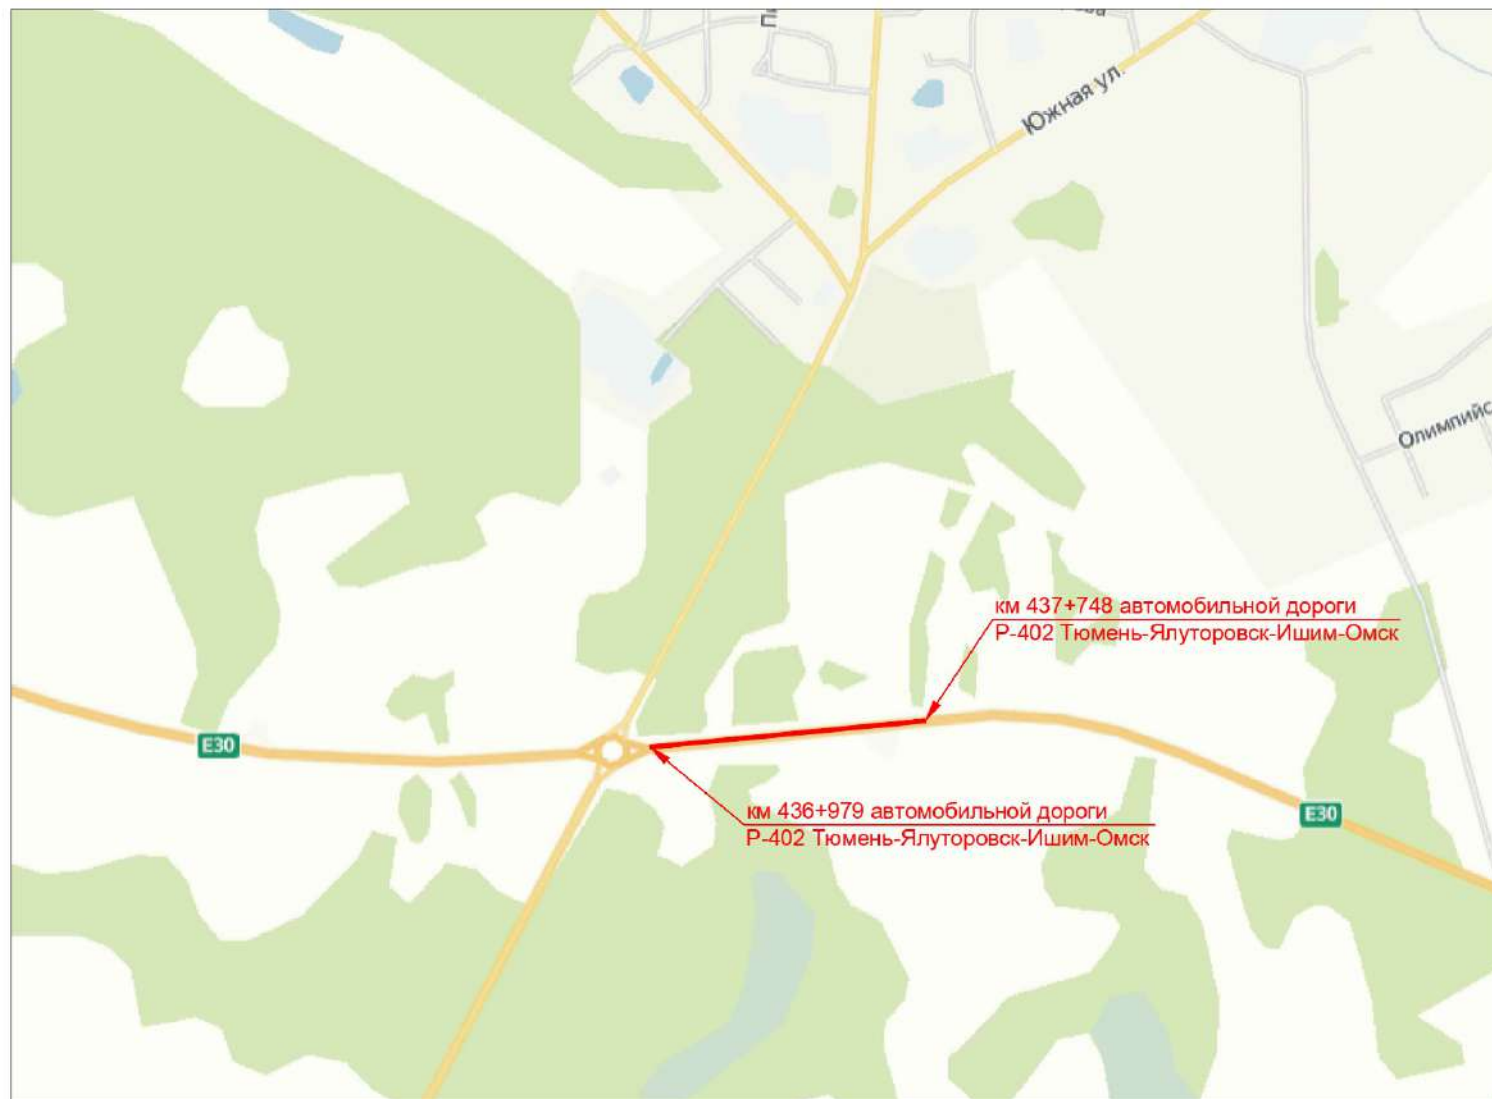 Южная ул.
км 437+748 автомобильной дороги
Р-402 Тюмень-Ялуторовск-Ишим-Омск
E30
км 436+979 автомобильной дороги
Р-402 Тюмень-Ялуторовск-Ишим-Омск
E30